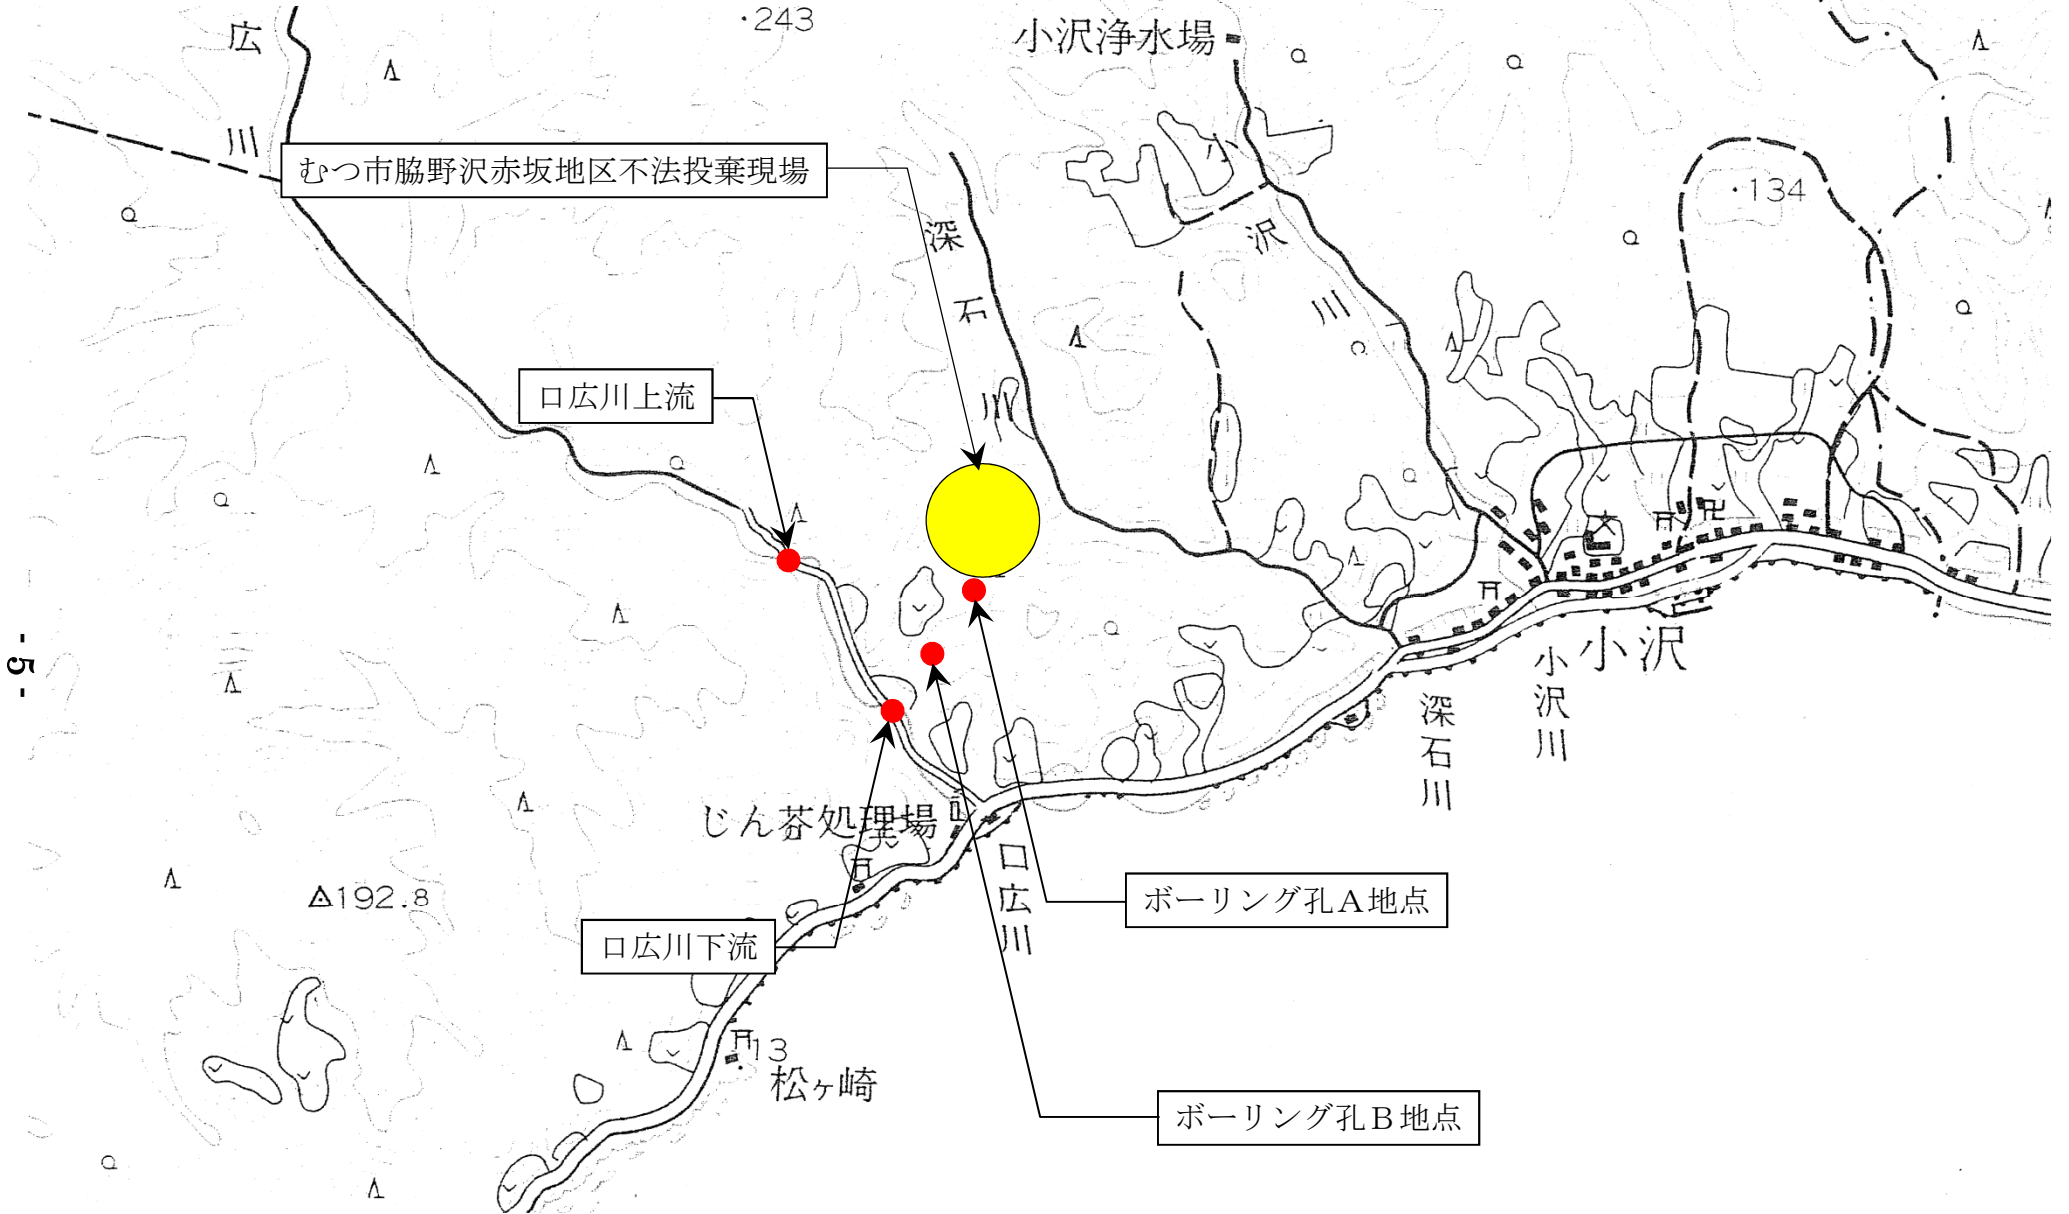 広川
・243
小沢浄水場
むつ市脇野沢赤坂地区不法投棄現場
小沢川
・134
深石川
口広川上流
小沢
小沢川
深石川
じん芥処理場
口広川
192.8
ボーリング孔A地点
口広川下流
13
松ヶ崎
ボーリング孔B地点
- 5 -